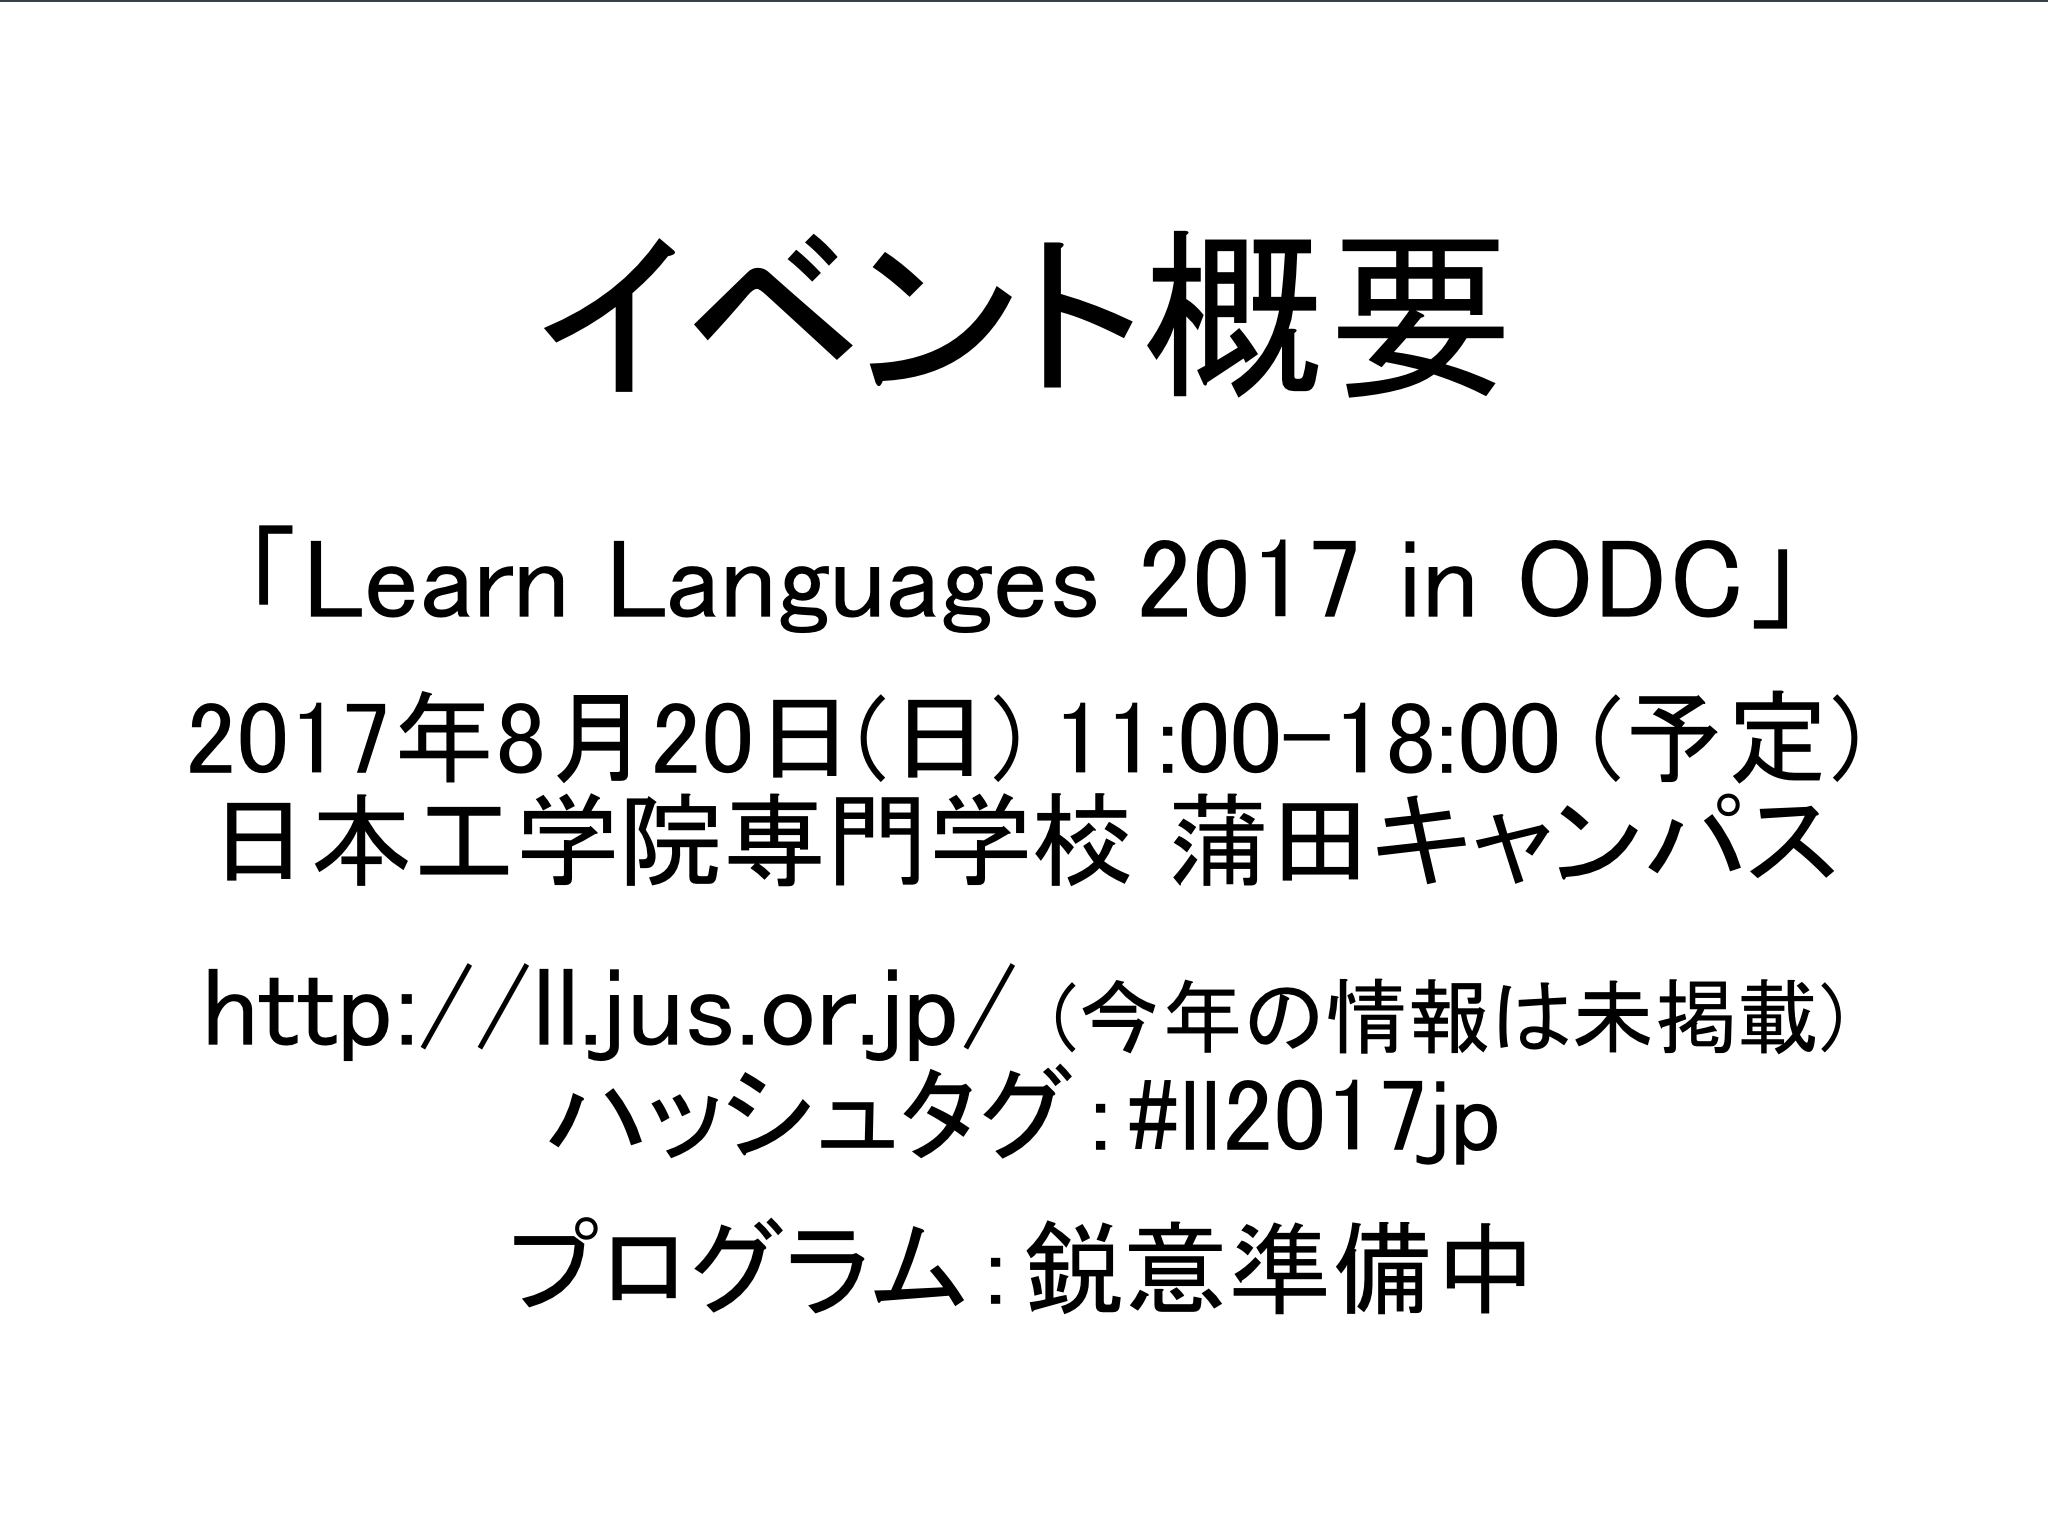 イベント概要
「Learn Languages 2017 in ODC」
2017年8月20日(日) 11:00-18:00 (予定)
日本工学院専門学校 蒲田キャンパス
http://ll.jus.or.jp/ (今年の情報は未掲載)
ハッシュタグ : #ll2017jp
プログラム : 鋭意準備中